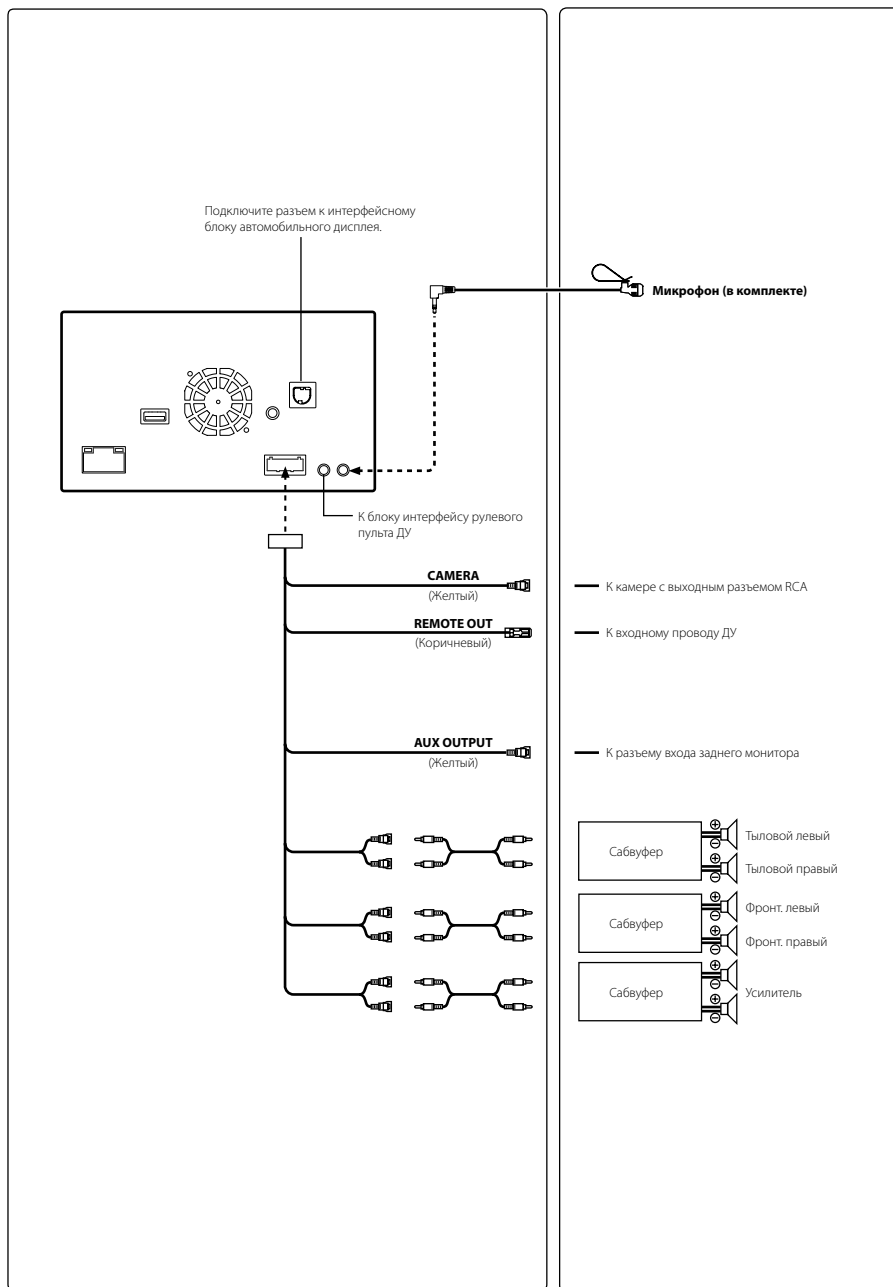 Подключите разъем к интерфейсному
блоку автомобильного дисплея.
Микрофон (в комплекте)
К блоку интерфейсу рулевого
пульта ДУ
CAMERA
(Желтый)
К камере с выходным разъемом RCA
REMOTE OUT
(Коричневый)
К входному проводу ДУ
AUX OUTPUT
(Желтый)
К разъему входа заднего монитора
Сабвуфер
Тыловой левый
Тыловой правый
Сабвуфер
Фронт. левый
Фронт. правый
Сабвуфер
Усилитель